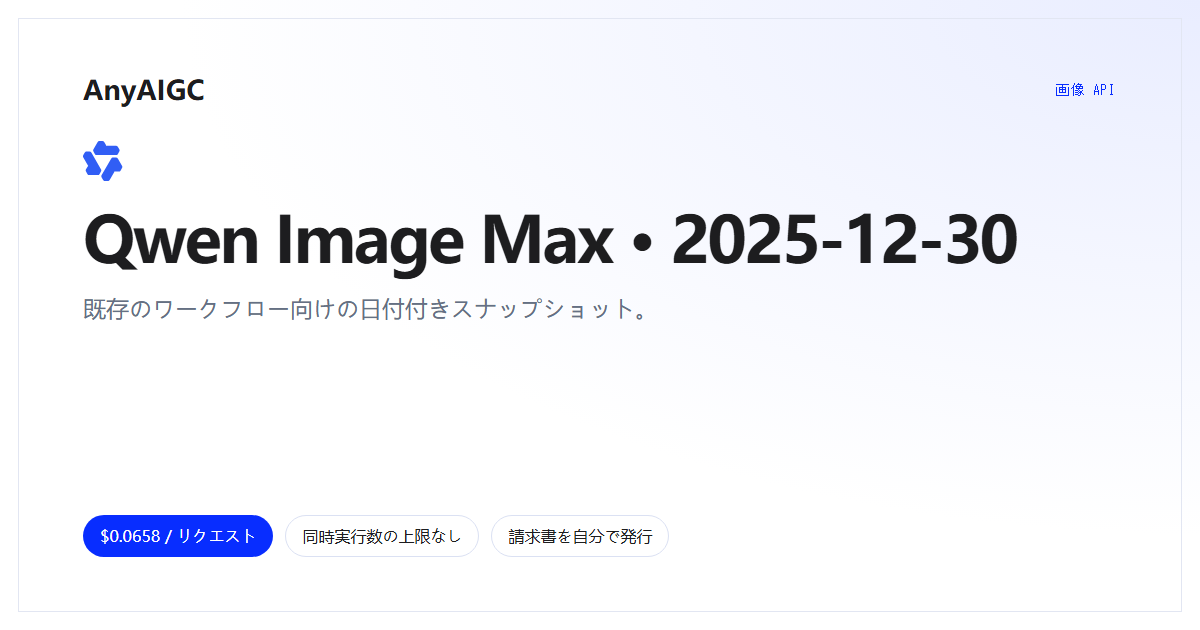 AnyAIGC
画像 API
Qwen Image Max • 2025-12-30
既存のワークフロー向けの日付付きスナップショット。
$0.0658 / リクエスト
同時実行数の上限なし
請求書を自分で発行